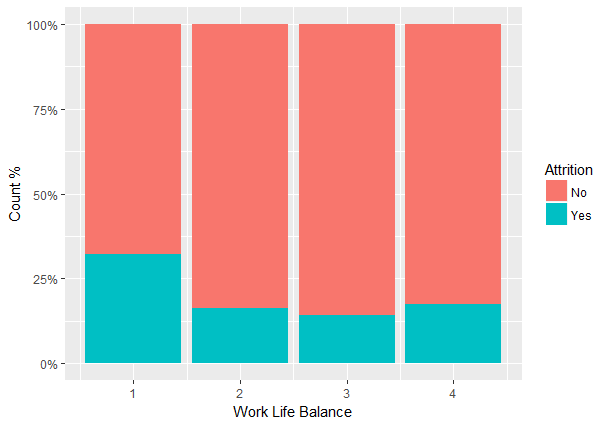 100%
75%
50%
25%
0%
Count %
1 2 3 4
Work Life Balance
Attrition
No
Yes